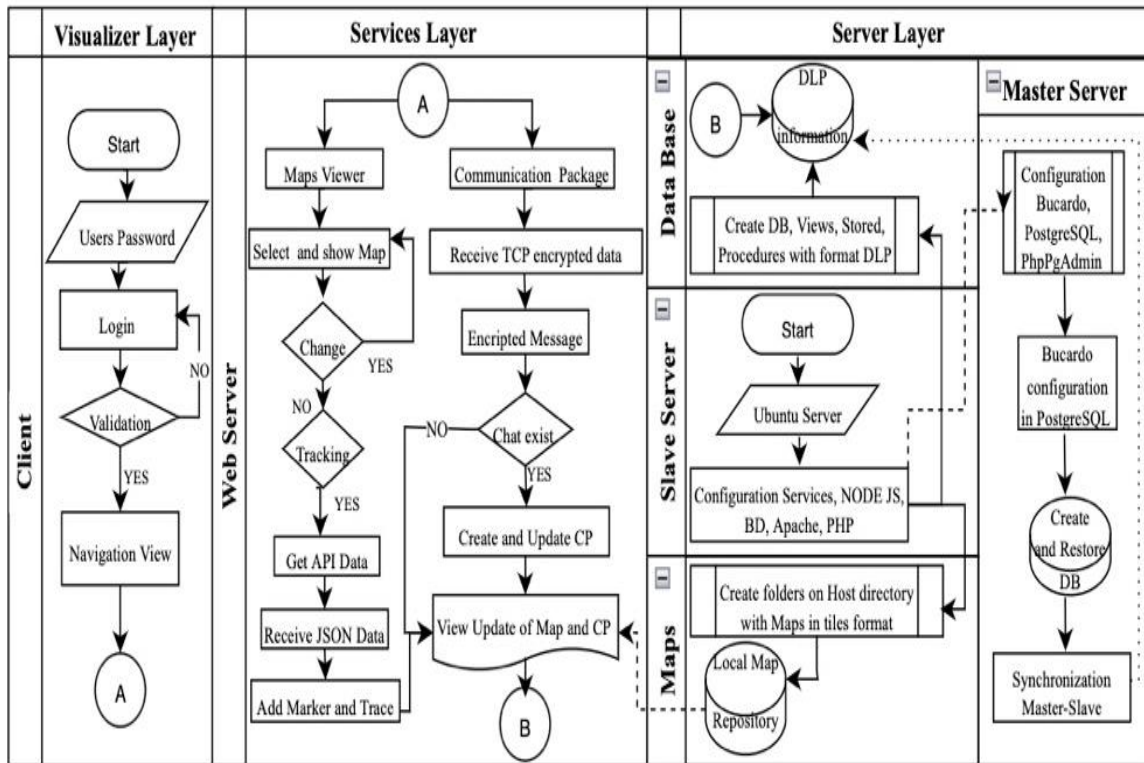 Visualizer Layer
Services Layer
Server Layer
Client
Start
Users Password
Login
Validation
NO
YES
Navigation View
A
Web Server
A
Maps Viewer
Select and show Map
Change
YES
NO
Tracking
YES
Get API Data
Receive JSON Data
Add Marker and Trace
Communication Package
Receive TCP encrypted data
Encripted Message
Chat exist
NO
YES
Create and Update CP
View Update of Map and CP
B
Data Base
B
DLP
information
Create DB, Views, Stored,
Procedures with format DLP
Slave Server
Start
Ubuntu Server
Configuration Services, NODE JS,
BD, Apache, PHP
Maps
Create folders on Host directory
with Maps in tiles format
Local Map
Repository
Master Server
Configuration
Bucardo,
PostgreSQL,
PhpPgAdmin
Bucardo
configuration
in PostgreSQL
Create
and Restore
DB
Synchronization
Master-Slave